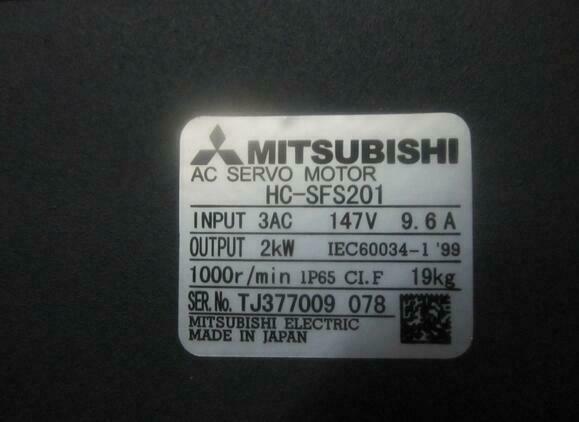 MITSUBISHI
AC SERVO MOTOR
HC-SFS201
INPUT 3AC 147V 9.6A
OUTPUT 2kW IEC60034-1 '99
1000r/min IP65 CI.F 19kg
SER.No. TJ377009 078
MITSUBISHI ELECTRIC
MADE IN JAPAN